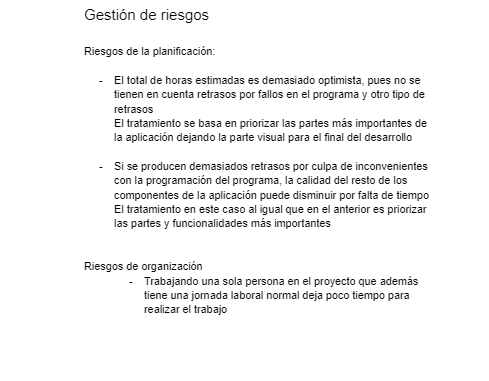 Gestión de riesgos
Riesgos de la planificación:
- El total de horas estimadas es demasiado optimista, pues no se
tienen en cuenta retrasos por fallos en el programa y otro tipo de
retrasos
El tratamiento se basa en priorizar las partes más importantes de
la aplicación dejando la parte visual para el final del desarrollo
- Si se producen demasiados retrasos por culpa de inconvenientes
con la programación del programa, la calidad del resto de los
componentes de la aplicación puede disminuir por falta de tiempo
El tratamiento en este caso al igual que en el anterior es priorizar
las partes y funcionalidades más importantes
Riesgos de organización
- Trabajando una sola persona en el proyecto que además
tiene una jornada laboral normal deja poco tiempo para
realizar el trabajo